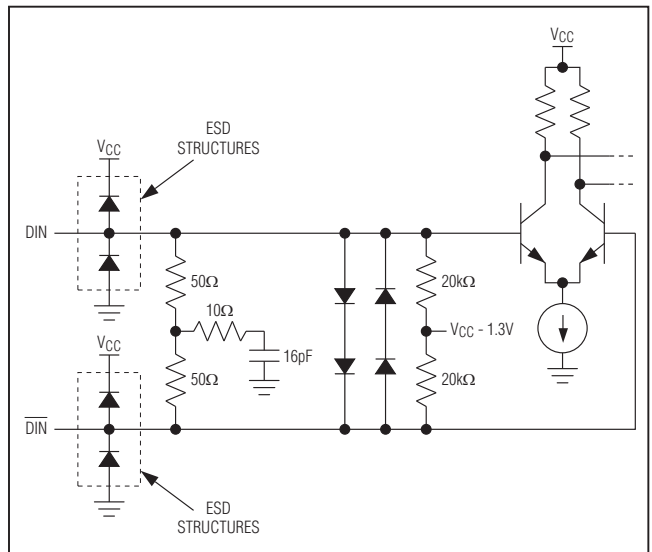 VCC
ESD
STRUCTURES
VCC
DIN
50Ω
20kΩ
10Ω
VCC - 1.3V
16pF
VCC
50Ω
20kΩ
DIN
ESD
STRUCTURES